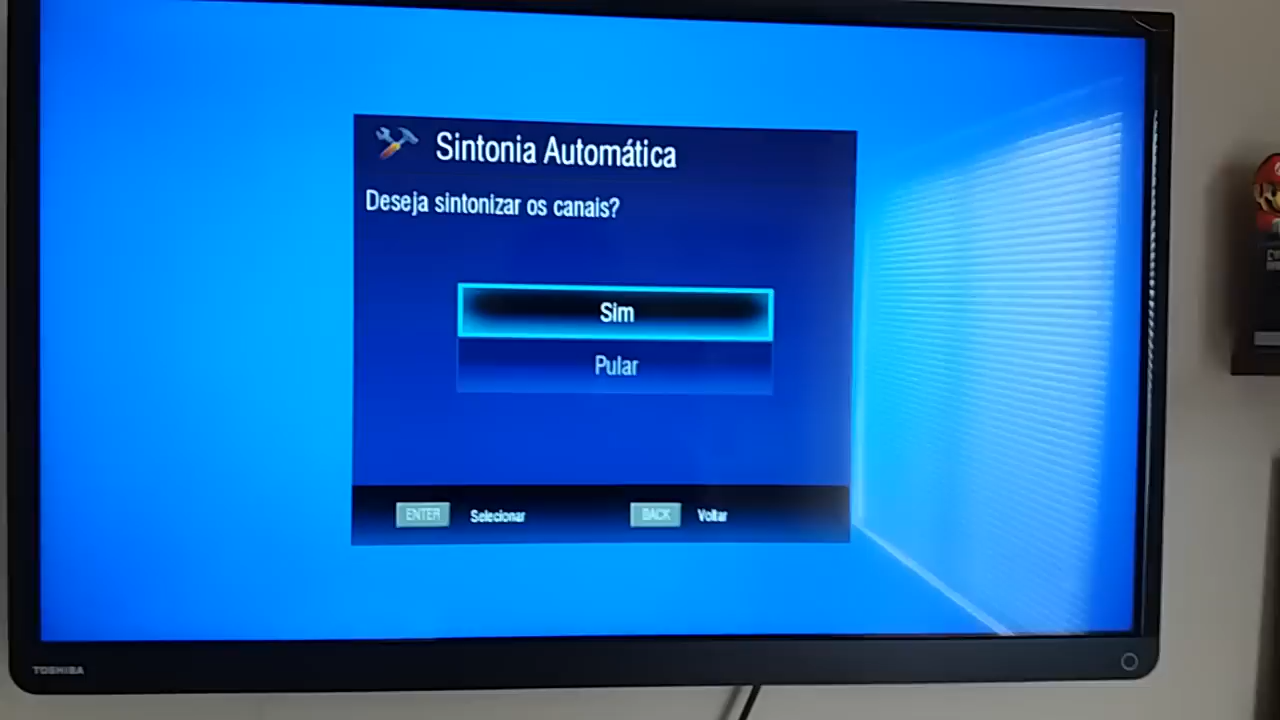 Sintonia Automática
Deseja sintonizar os canais?
Sim
Pular
ENTER Selecionar BACK Voltar
TOSHIBA